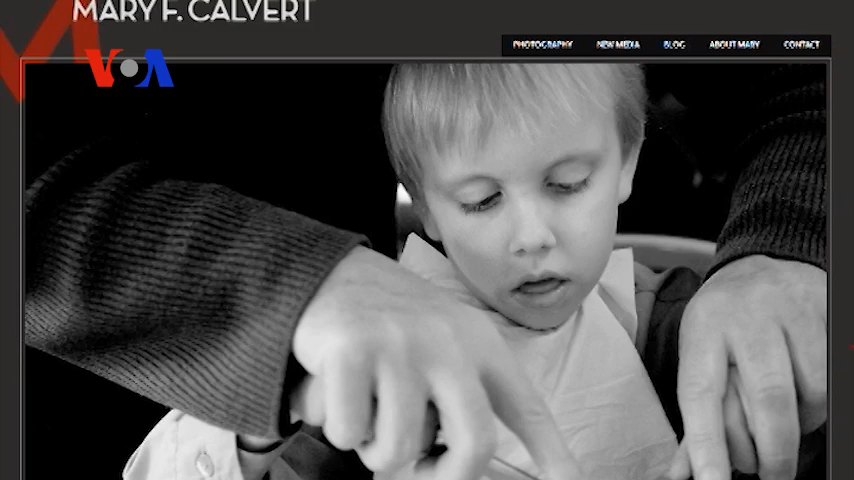 MARY F. CALVERT
PHOTOGRAPHY NEW MEDIA BLOG ABOUT MARY CONTACT
VOA